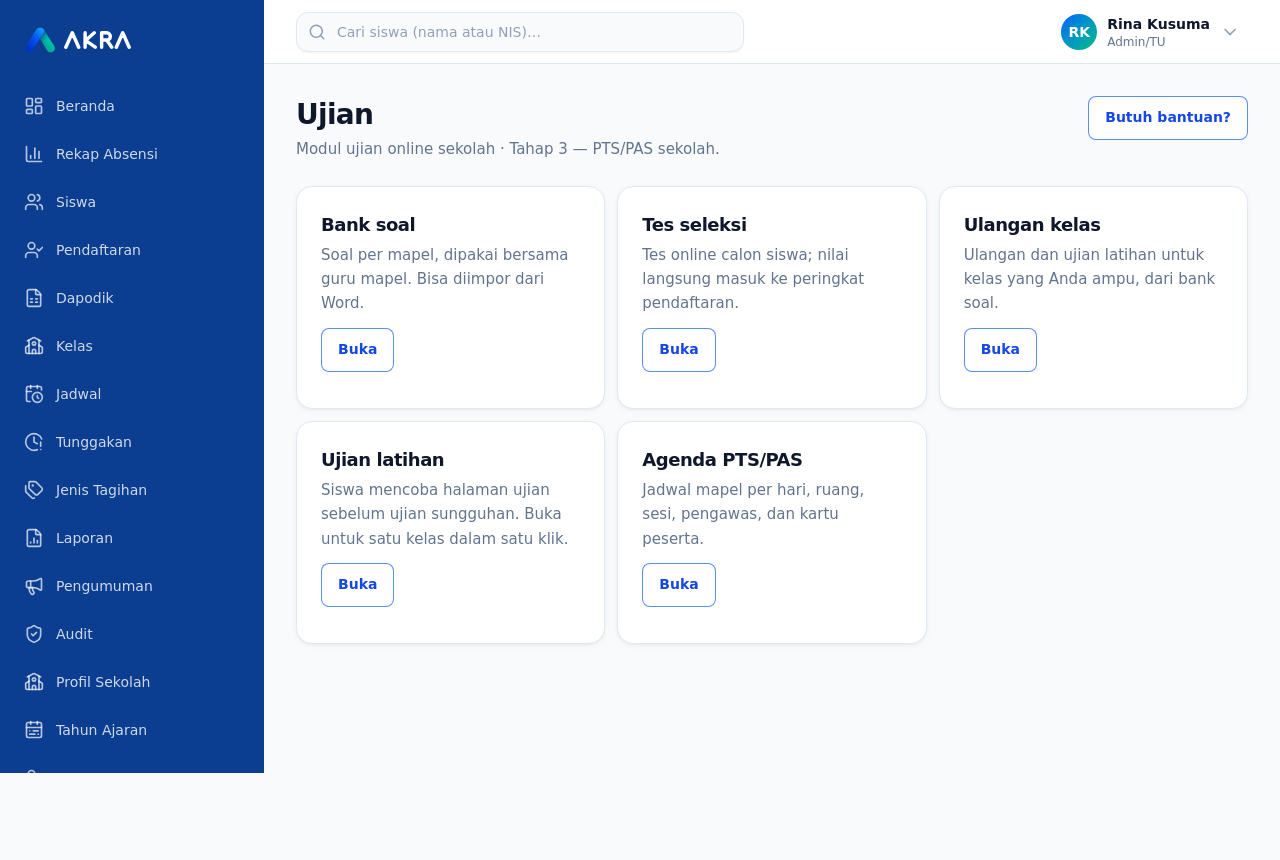 AKRA
Beranda
Rekap Absensi
Siswa
Pendaftaran
Dapodik
Kelas
Jadwal
Tunggakan
Jenis Tagihan
Laporan
Pengumuman
Audit
Profil Sekolah
Tahun Ajaran
Cari siswa (nama atau NIS)...
RK
Rina Kusuma
Admin/TU
Ujian
Modul ujian online sekolah · Tahap 3 — PTS/PAS sekolah.
Butuh bantuan?
Bank soal
Soal per mapel, dipakai bersama
guru mapel. Bisa diimpor dari
Word.
Buka
Tes seleksi
Tes online calon siswa; nilai
langsung masuk ke peringkat
pendaftaran.
Buka
Ulangan kelas
Ulangan dan ujian latihan untuk
kelas yang Anda ampu, dari bank
soal.
Buka
Ujian latihan
Siswa mencoba halaman ujian
sebelum ujian sungguhan. Buka
untuk satu kelas dalam satu klik.
Buka
Agenda PTS/PAS
Jadwal mapel per hari, ruang,
sesi, pengawas, dan kartu
peserta.
Buka